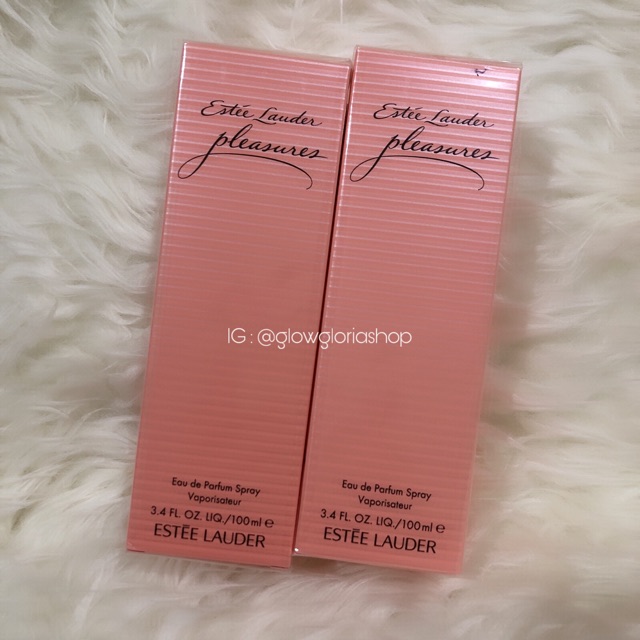 Estée Lauder
pleasures
Eau de Parfum Spray
Vaporisateur
3.4 FL. OZ. LIQ./100ml ℮
ESTĒE LAUDER
Estée Lauder
pleasures
Eau de Parfum Spray
Vaporisateur
3.4 FL. OZ. LIQ./100ml ℮
ESTĒE LAUDER
IG : @glowgloriashop